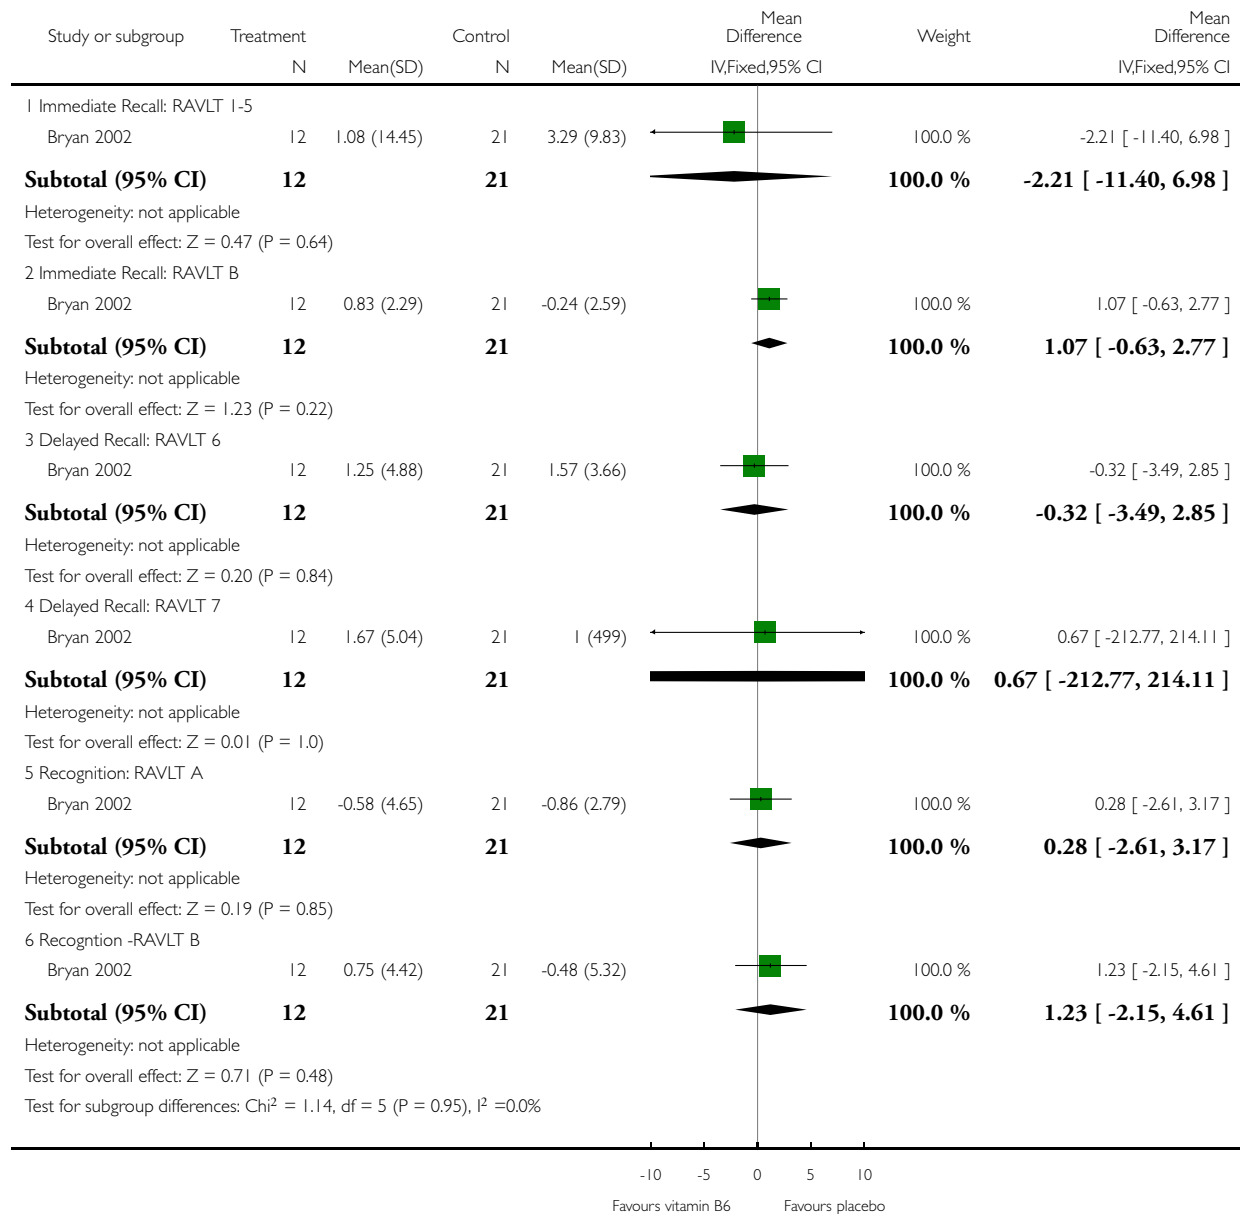 Study or subgroup Treatment Control Mean Difference Weight Mean Difference
N Mean(SD) N Mean(SD) IV,Fixed,95% CI IV,Fixed,95% CI
1 Immediate Recall: RAVLT 1-5
Bryan 2002 12 1.08 (14.45) 21 3.29 (9.83) 100.0 % -2.21 [ -11.40, 6.98 ]
Subtotal (95% CI) 12 21 100.0 % -2.21 [ -11.40, 6.98 ]
Heterogeneity: not applicable
Test for overall effect: Z = 0.47 (P = 0.64)
2 Immediate Recall: RAVLT B
Bryan 2002 12 0.83 (2.29) 21 -0.24 (2.59) 100.0 % 1.07 [ -0.63, 2.77 ]
Subtotal (95% CI) 12 21 100.0 % 1.07 [ -0.63, 2.77 ]
Heterogeneity: not applicable
Test for overall effect: Z = 1.23 (P = 0.22)
3 Delayed Recall: RAVLT 6
Bryan 2002 12 1.25 (4.88) 21 1.57 (3.66) 100.0 % -0.32 [ -3.49, 2.85 ]
Subtotal (95% CI) 12 21 100.0 % -0.32 [ -3.49, 2.85 ]
Heterogeneity: not applicable
Test for overall effect: Z = 0.20 (P = 0.84)
4 Delayed Recall: RAVLT 7
Bryan 2002 12 1.67 (5.04) 21 1 (499) 100.0 % 0.67 [ -212.77, 214.11 ]
Subtotal (95% CI) 12 21 100.0 % 0.67 [ -212.77, 214.11 ]
Heterogeneity: not applicable
Test for overall effect: Z = 0.01 (P = 1.0)
5 Recognition: RAVLT A
Bryan 2002 12 -0.58 (4.65) 21 -0.86 (2.79) 100.0 % 0.28 [ -2.61, 3.17 ]
Subtotal (95% CI) 12 21 100.0 % 0.28 [ -2.61, 3.17 ]
Heterogeneity: not applicable
Test for overall effect: Z = 0.19 (P = 0.85)
6 Recogntion -RAVLT B
Bryan 2002 12 0.75 (4.42) 21 -0.48 (5.32) 100.0 % 1.23 [ -2.15, 4.61 ]
Subtotal (95% CI) 12 21 100.0 % 1.23 [ -2.15, 4.61 ]
Heterogeneity: not applicable
Test for overall effect: Z = 0.71 (P = 0.48)
Test for subgroup differences: Chi² = 1.14, df = 5 (P = 0.95), I² =0.0%
-10 -5 0 5 10
Favours vitamin B6 Favours placebo